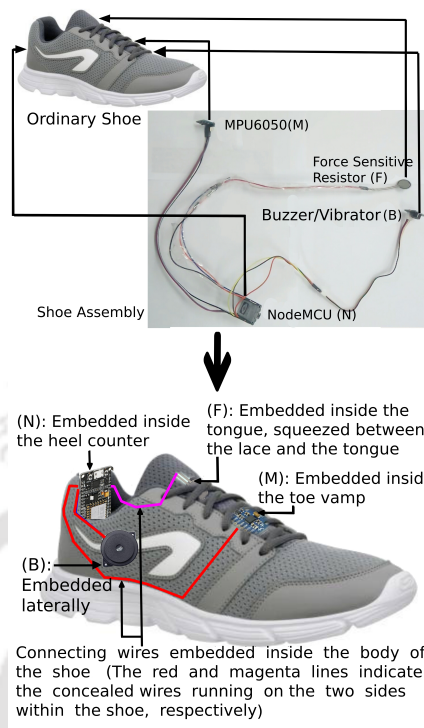 Ordinary Shoe
MPU6050(M)
Force Sensitive
Resistor (F)
Buzzer/Vibrator(B)
Shoe Assembly
NodeMCU (N)
(N): Embedded inside
the heel counter
(F): Embedded inside the
tongue, squeezed between
the lace and the tongue
(M): Embedded insid
the toe vamp
(B):
Embedded
laterally
Connecting wires embedded inside the body of
the shoe (The red and magenta lines indicate
the concealed wires running on the two sides
within the shoe, respectively)